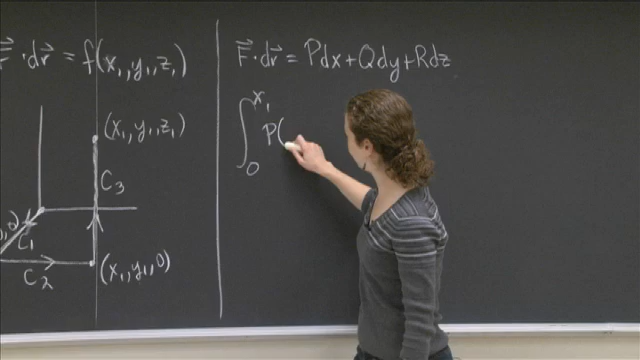 F⃗ · dr⃗ = f(x₁, y₁, z₁)
(x₁, y₁, z₁)
C₃
C₁
C₂
(x₁, y₁, 0)
F⃗ · dr⃗ = Pdx + Qdy + Rdz
∫₀^x₁ P(